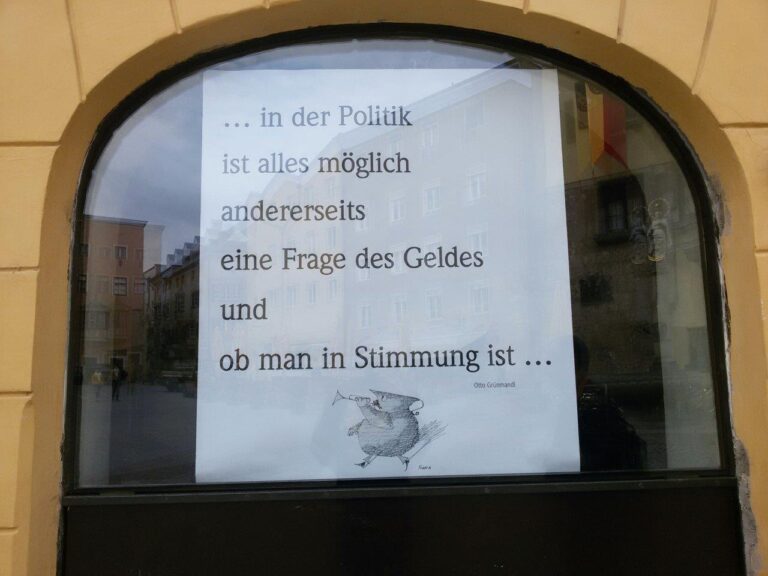 ... in der Politik
ist alles möglich
andererseits
eine Frage des Geldes
und
ob man in Stimmung ist ...
Otto Grünmandl